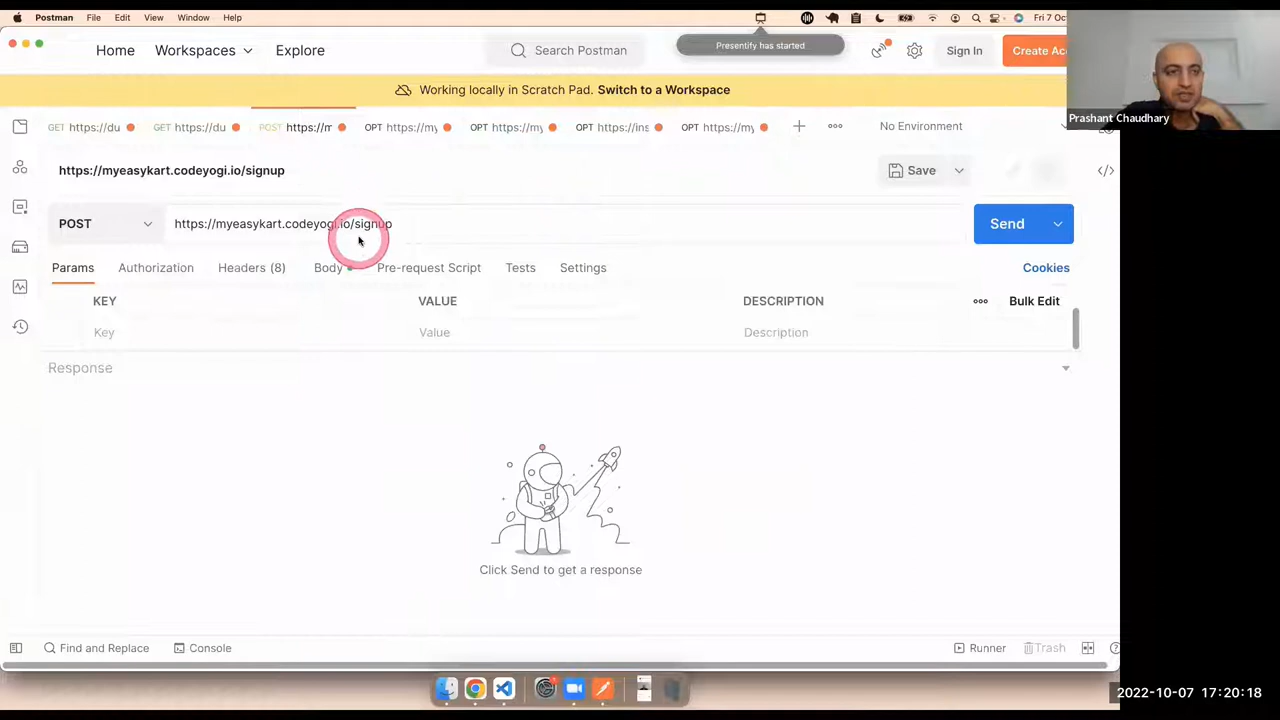 Postman File Edit View Window Help Fri 7 Oc
Presentify has started
Home Workspaces Explore Search Postman Sign In Create Ac
Prashant Chaudhary
Working locally in Scratch Pad. Switch to a Workspace
GET https://du GET https://du POST https://m OPT https://my OPT https://my OPT https://ins OPT https://my No Environment
https://myeasykart.codeyogi.io/signup Save </>
POST https://myeasykart.codeyogi.io/signup Send
Params Authorization Headers (8) Body Pre-request Script Tests Settings Cookies
KEY VALUE DESCRIPTION Bulk Edit
Key Value Description
Response
Click Send to get a response
Find and Replace Console Runner Trash
2022-10-07 17:20:18